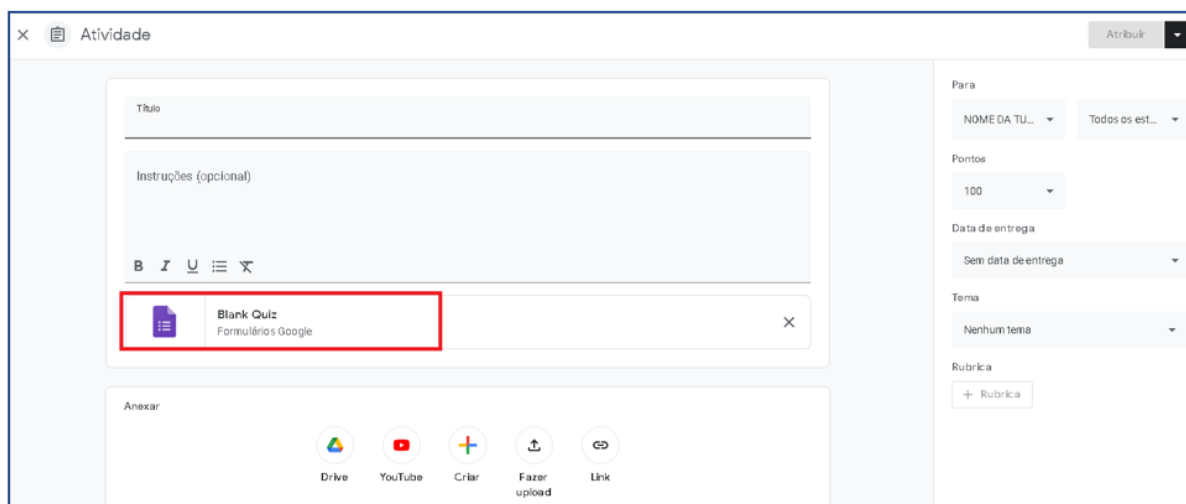 Atividade
Atribuir
Título
Instruções (opcional)
B I U
Blank Quiz
Formulários Google
Anexar
Drive YouTube Criar Fazer upload Link
Para
NOME DA TU... Todos os est...
Pontos
100
Data de entrega
Sem data de entrega
Tema
Nenhum tema
Rubrica
+ Rubrica